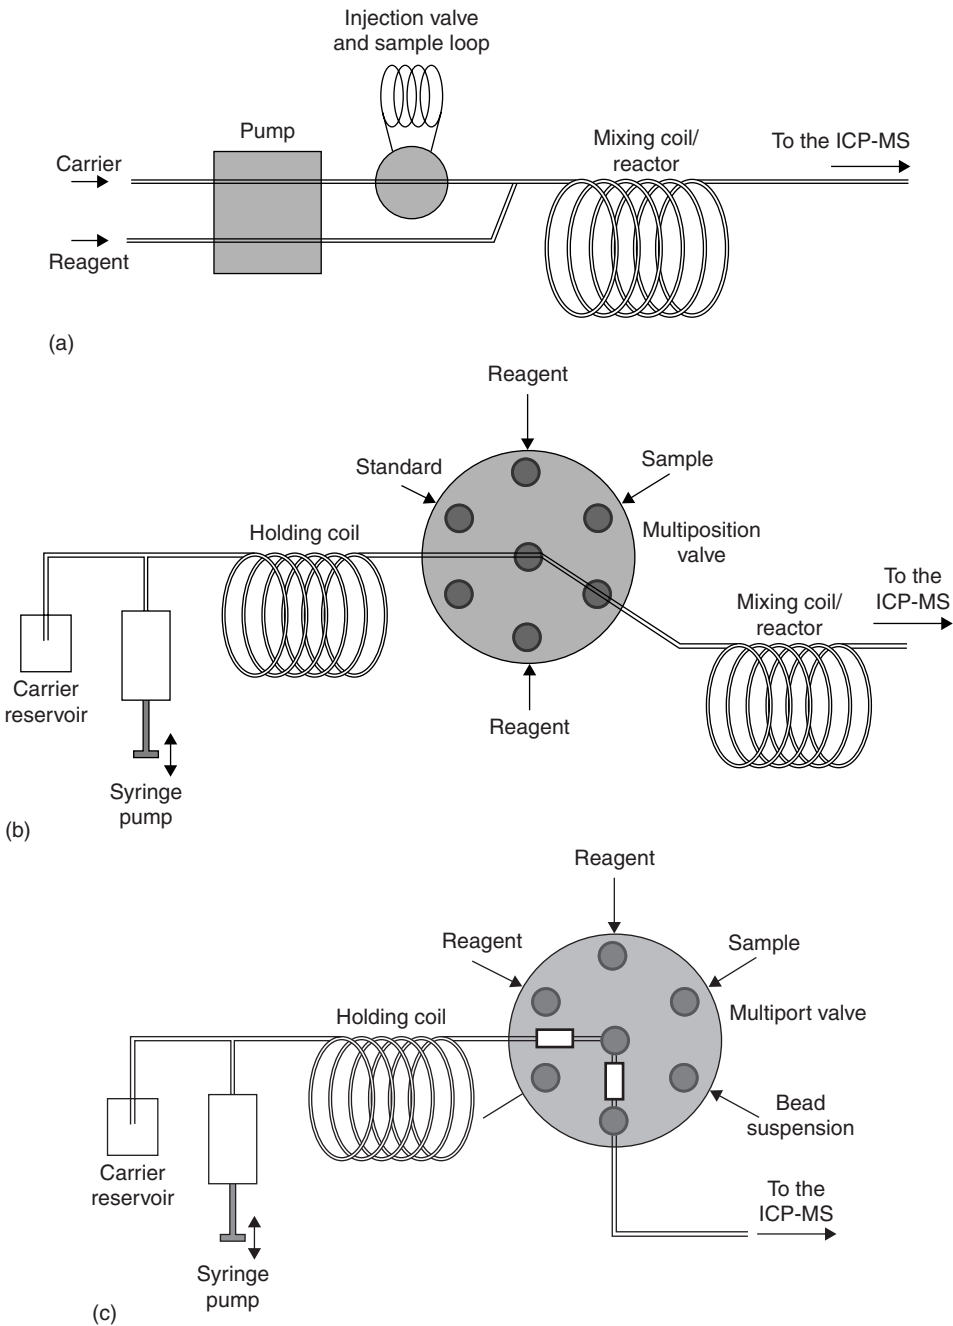 Injection valve
and sample loop
Pump
Carrier
Reagent
Mixing coil/
reactor
To the ICP-MS
(a)
Reagent
Standard
Sample
Holding coil
Multiposition
valve
To the
ICP-MS
Mixing coil/
reactor
Carrier
reservoir
Reagent
Syringe
pump
(b)
Reagent
Reagent
Sample
Holding coil
Multiport valve
Bead
suspension
Carrier
reservoir
To the
ICP-MS
Syringe
pump
(c)